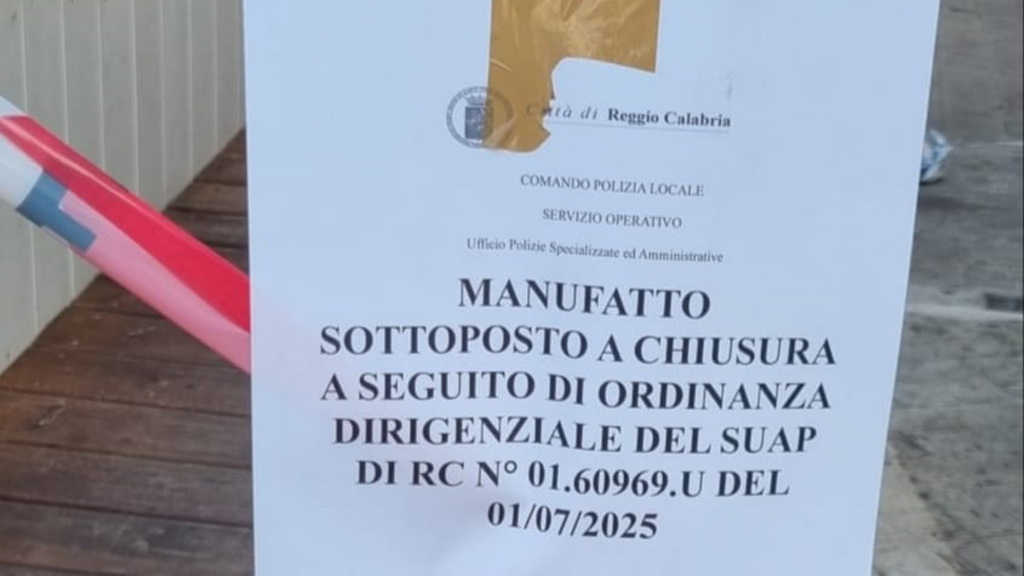 Città di Reggio Calabria
COMANDO POLIZIA LOCALE
SERVIZIO OPERATIVO
Ufficio Polizie Specializzate ed Amministrative
MANUFATTO
SOTTOPOSTO A CHIUSURA
A SEGUITO DI ORDINANZA
DIRIGENZIALE DEL SUAP
DI RC N° 01.60969.U DEL
01/07/2025